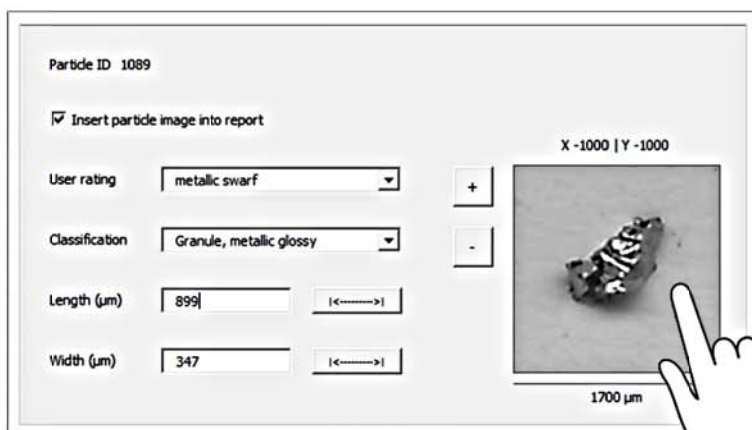 Particle ID 1089
Insert particle image into report
X -1000 | Y -1000
User rating
metallic swarf
+
Classification
Granule, metallic glossy
-
Length (µm)
899
|<--------->|
Width (µm)
347
|<--------->|
1700 µm